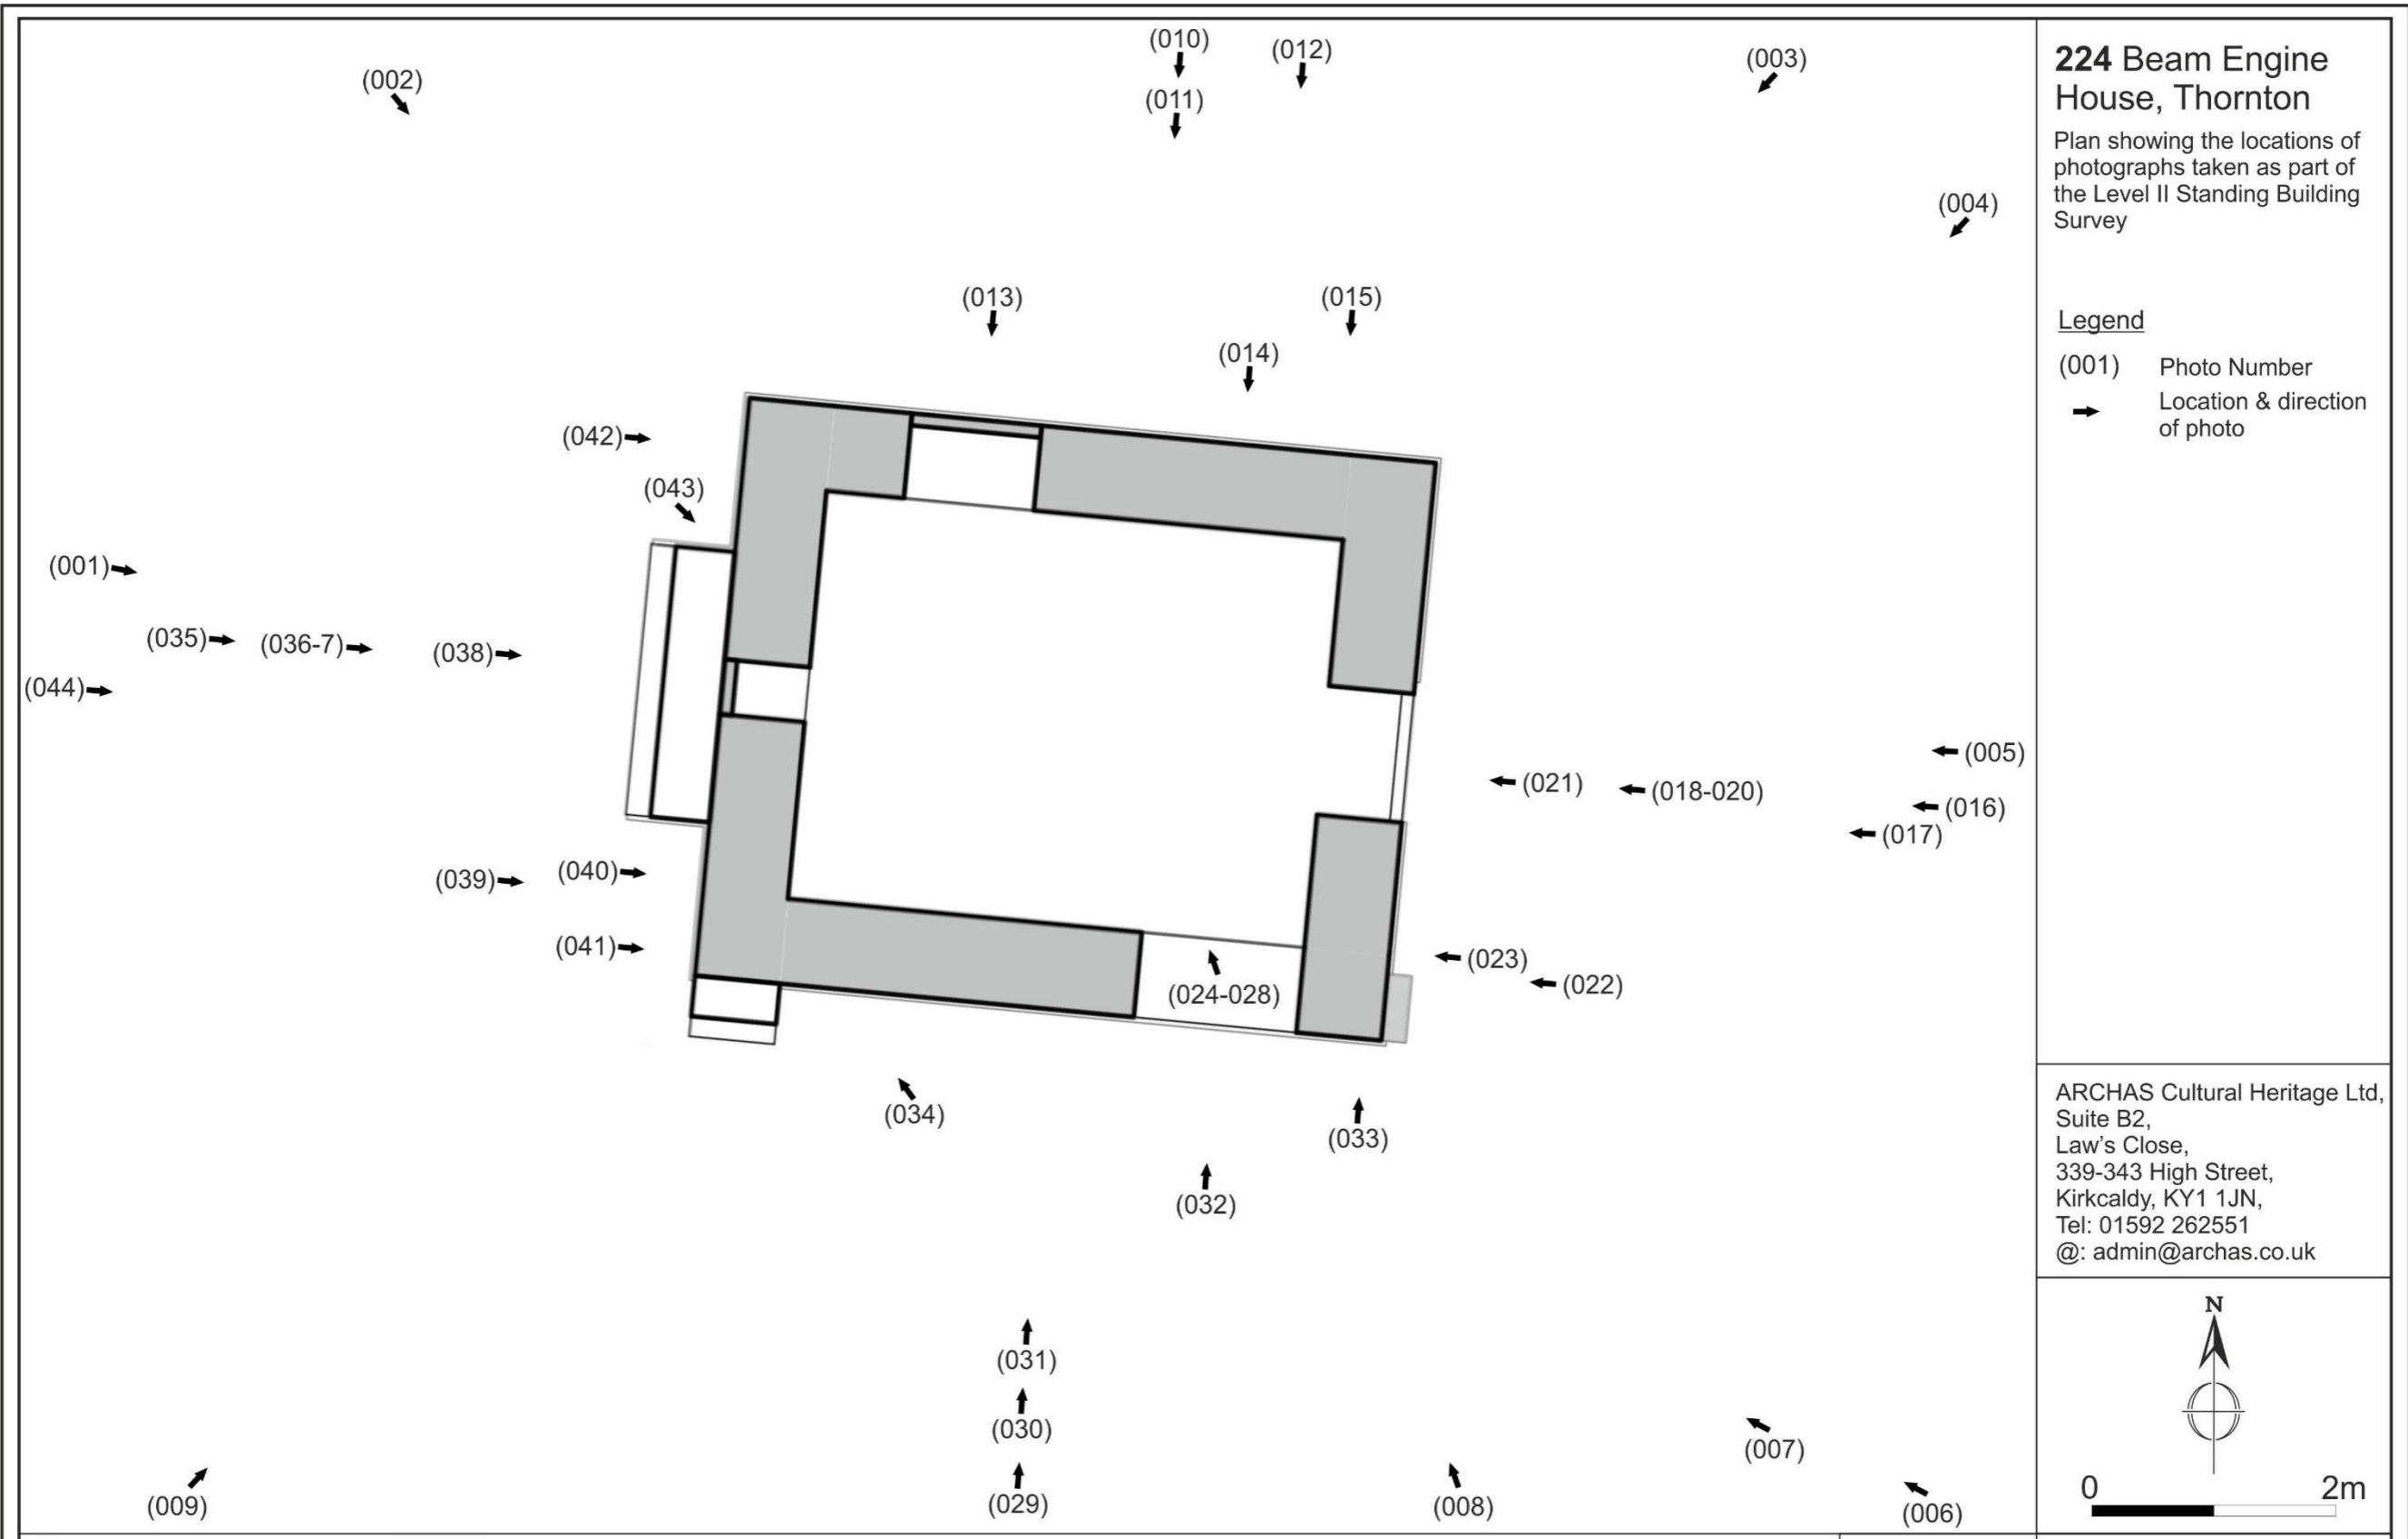 (010)
(012)
(003)
(002)
(011)
(004)
(013)
(015)
(014)
(042)
(043)
(001)
(035)
(036-7)
(038)
(044)
(005)
(021)
(018-020)
(016)
(017)
(040)
(039)
(041)
(023)
(022)
(024-028)
(034)
(033)
(032)
(031)
(030)
(007)
(009)
(029)
(008)
(006)
224 Beam Engine
House, Thornton
Plan showing the locations of
photographs taken as part of
the Level II Standing Building
Survey
Legend
(001) Photo Number
Location & direction
of photo
ARCHAS Cultural Heritage Ltd,
Suite B2,
Law's Close,
339-343 High Street,
Kirkcaldy, KY1 1JN,
Tel: 01592 262551
@: admin@archas.co.uk
N
0 2m